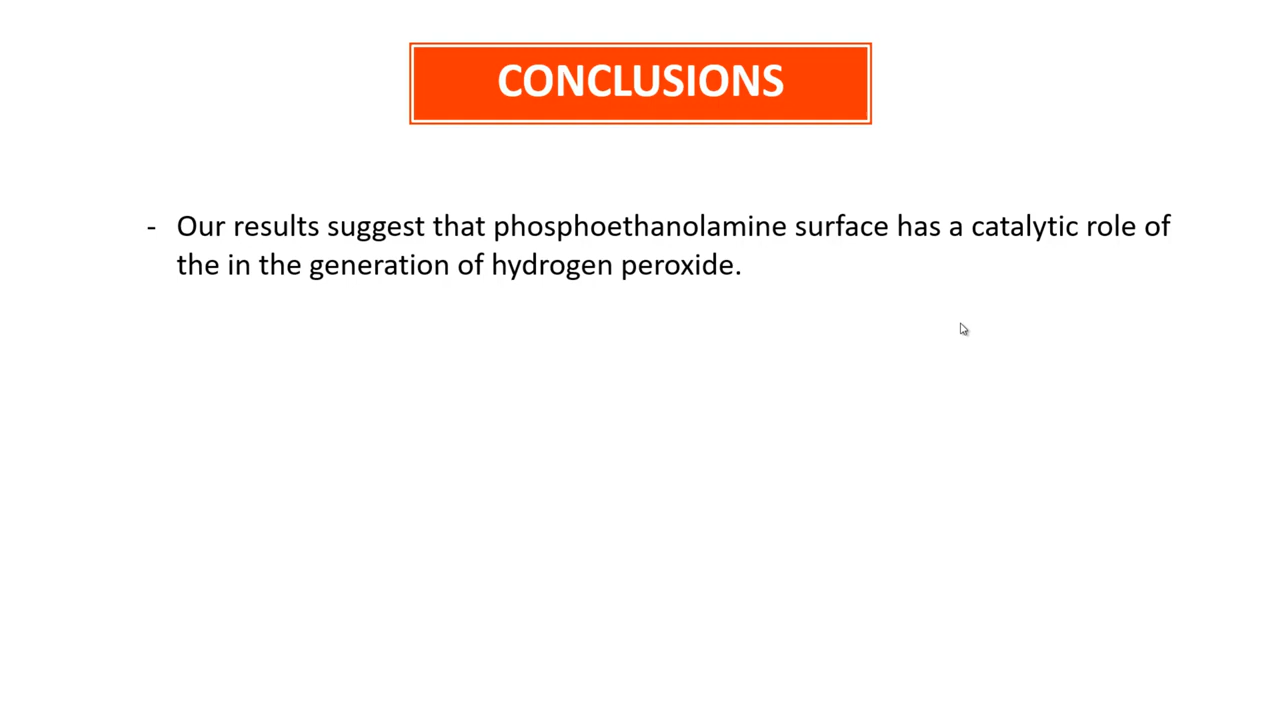 CONCLUSIONS
- Our results suggest that phosphoethanolamine surface has a catalytic role of
the in the generation of hydrogen peroxide.